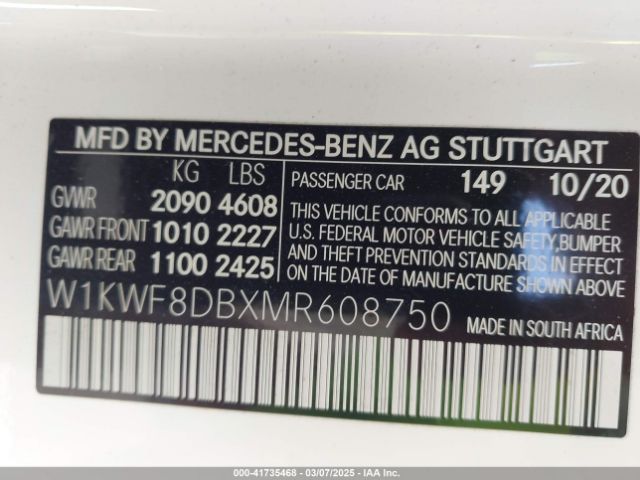 MFD BY MERCEDES-BENZ AG STUTTGART
KG LBS
GVWR 2090 4608
GAWR FRONT 1010 2227
GAWR REAR 1100 2425
PASSENGER CAR 149 10/20
THIS VEHICLE CONFORMS TO ALL APPLICABLE
U.S. FEDERAL MOTOR VEHICLE SAFETY,BUMPER
AND THEFT PREVENTION STANDARDS IN EFFECT
ON THE DATE OF MANUFACTURE SHOWN ABOVE
W1KWF8DBXMR608750
MADE IN SOUTH AFRICA
000-41735468 - 03/07/2025 - IAA Inc.